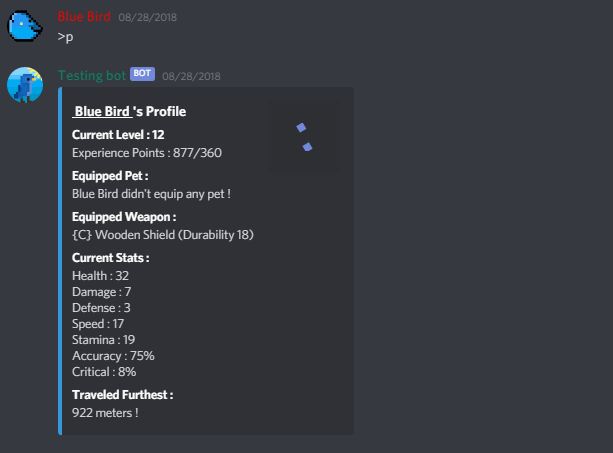 Blue Bird 08/28/2018
>p
Testing bot BOT 08/28/2018
Blue Bird 's Profile
Current Level : 12
Experience Points : 877/360
Equipped Pet :
Blue Bird didn't equip any pet !
Equipped Weapon :
{C} Wooden Shield (Durability 18)
Current Stats :
Health : 32
Damage : 7
Defense : 3
Speed : 17
Stamina : 19
Accuracy : 75%
Critical : 8%
Traveled Furthest :
922 meters !